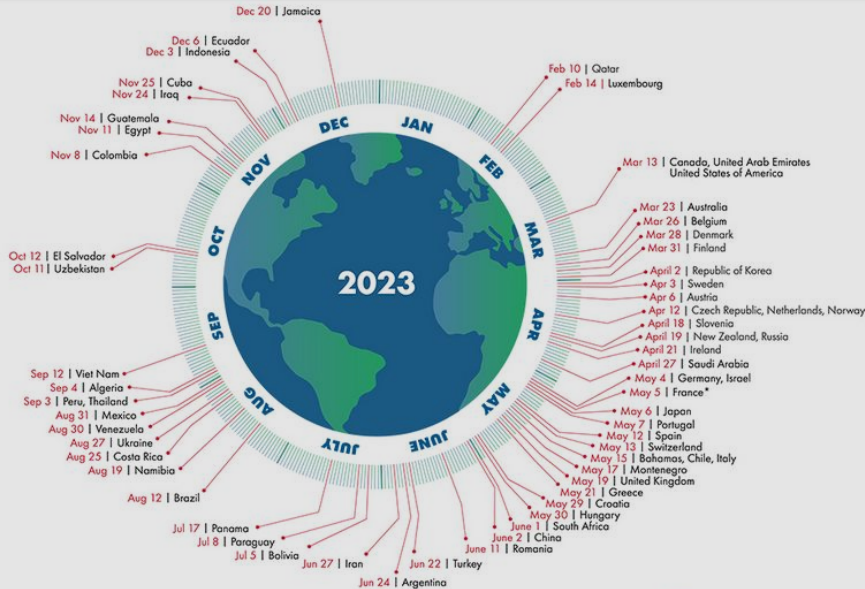 Dec 20 | Jamaica
Dec 6 | Ecuador
Dec 3 | Indonesia
Nov 25 | Cuba
Nov 24 | Iraq
Nov 14 | Guatemala
Nov 11 | Egypt
Nov 8 | Colombia
Oct 12 | El Salvador
Oct 11 | Uzbekistan
Sep 12 | Viet Nam
Sep 4 | Algeria
Sep 3 | Peru, Thailand
Aug 31 | Mexico
Aug 30 | Venezuela
Aug 27 | Ukraine
Aug 25 | Costa Rica
Aug 19 | Namibia
Aug 12 | Brazil
Jul 17 | Panama
Jul 8 | Paraguay
Jul 5 | Bolivia
Jun 27 | Iran
Jun 24 | Argentina
Jun 22 | Turkey
JAN
FEB
MAR
APR
MAY
JUNE
JULY
AUG
SEP
OCT
NOV
DEC
2023
Feb 10 | Qatar
Feb 14 | Luxembourg
Mar 13 | Canada, United Arab Emirates
United States of America
Mar 23 | Australia
Mar 26 | Belgium
Mar 28 | Denmark
Mar 31 | Finland
April 2 | Republic of Korea
Apr 3 | Sweden
Apr 6 | Austria
Apr 12 | Czech Republic, Netherlands, Norway
April 18 | Slovenia
April 19 | New Zealand, Russia
April 21 | Ireland
April 27 | Saudi Arabia
May 4 | Germany, Israel
May 5 | France*
May 6 | Japan
May 7 | Portugal
May 12 | Spain
May 13 | Switzerland
May 15 | Bahamas, Chile, Italy
May 17 | Montenegro
May 19 | United Kingdom
May 21 | Greece
May 29 | Croatia
May 30 | Hungary
June 1 | South Africa
June 2 | China
June 11 | Romania